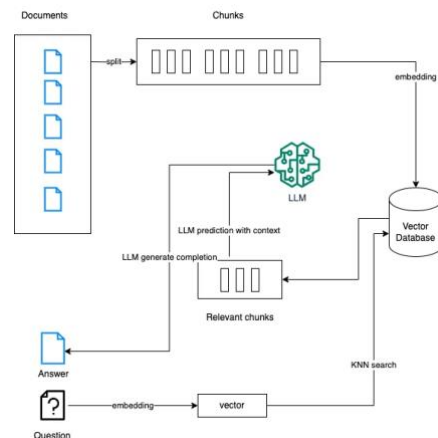 Documents
Chunks
split
embedding
LLM
Vector
Database
LLM prediction with context
LLM generate completion
Relevant chunks
KNN search
Answer
embedding
vector
?
Question